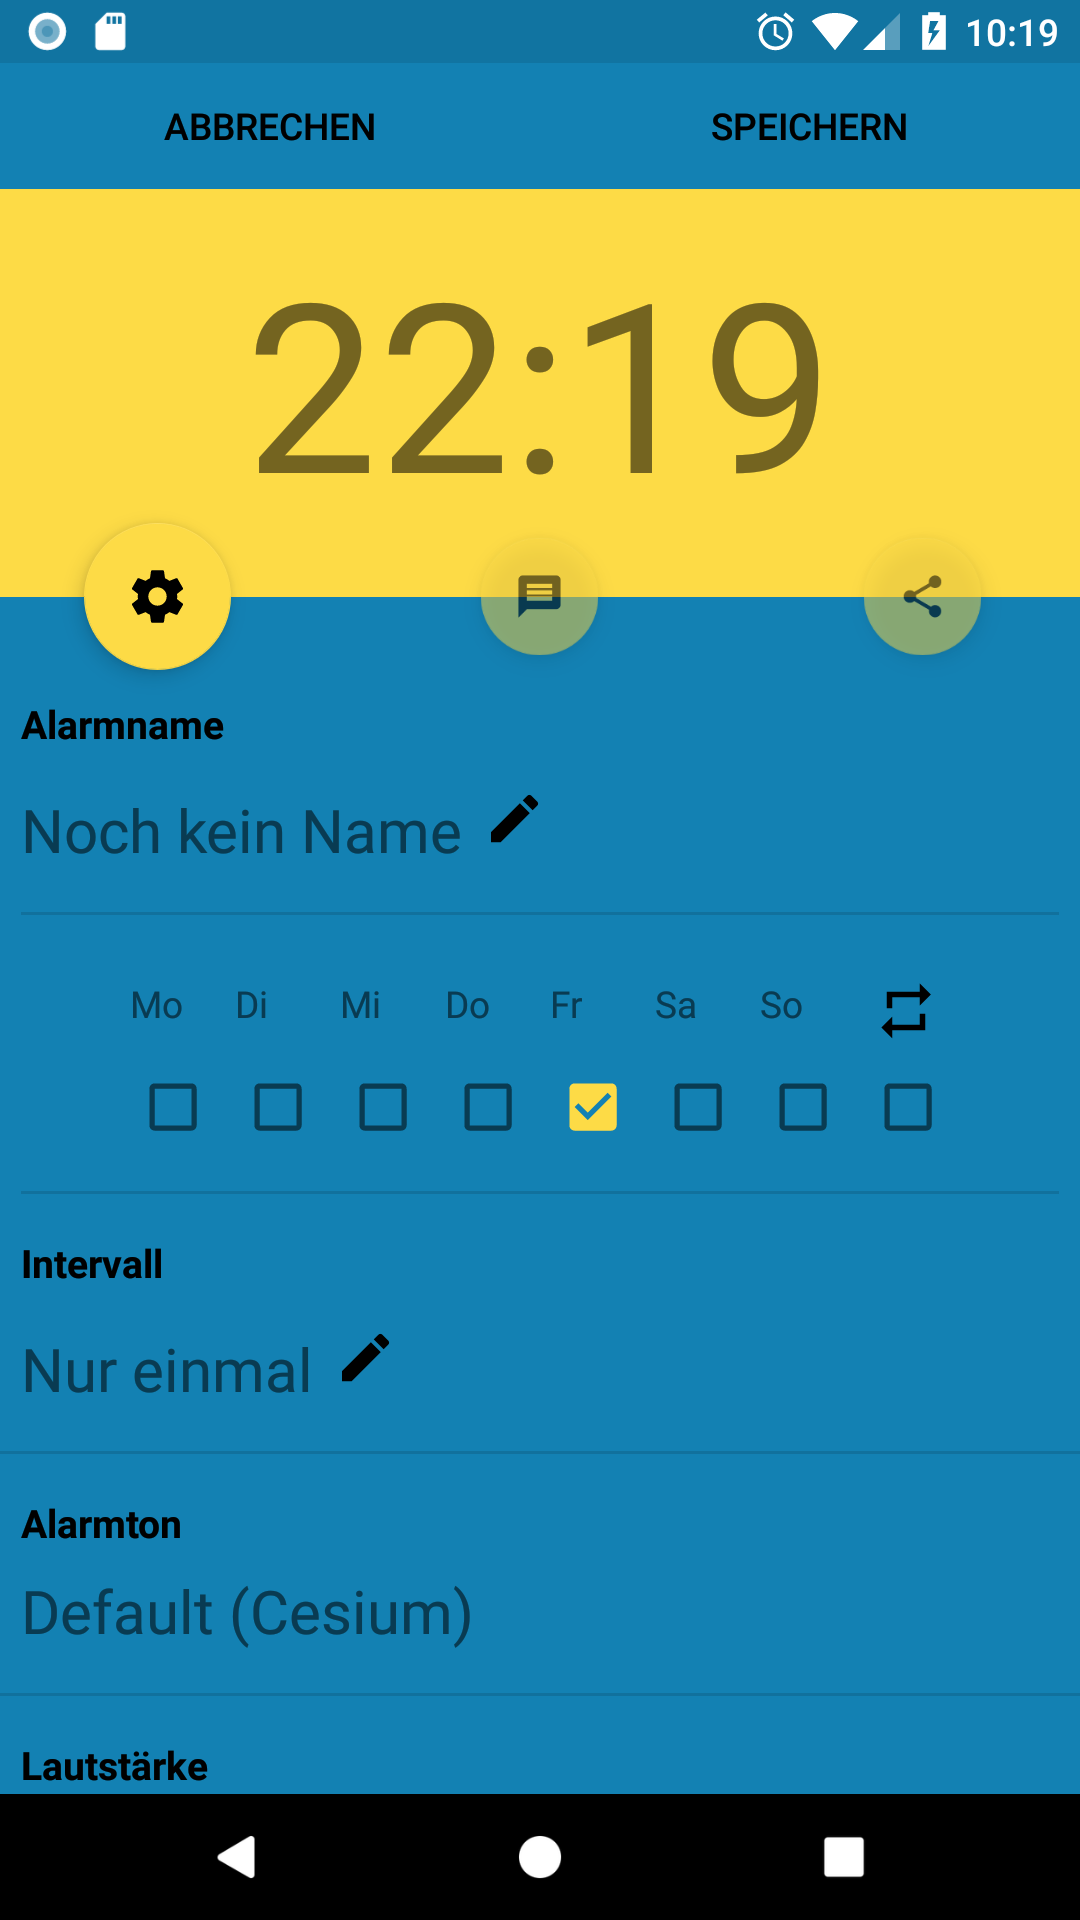 10:19
ABBRECHEN SPEICHERN
22:19
Alarmname
Noch kein Name
Mo Di Mi Do Fr Sa So
Intervall
Nur einmal
Alarmton
Default (Cesium)
Lautstärke